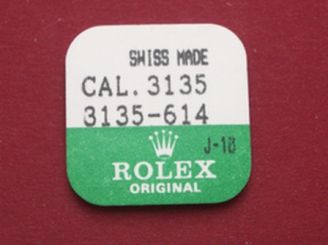 SWISS MADE
CAL. 3135
3135-614
J-10
ROLEX
ORIGINAL